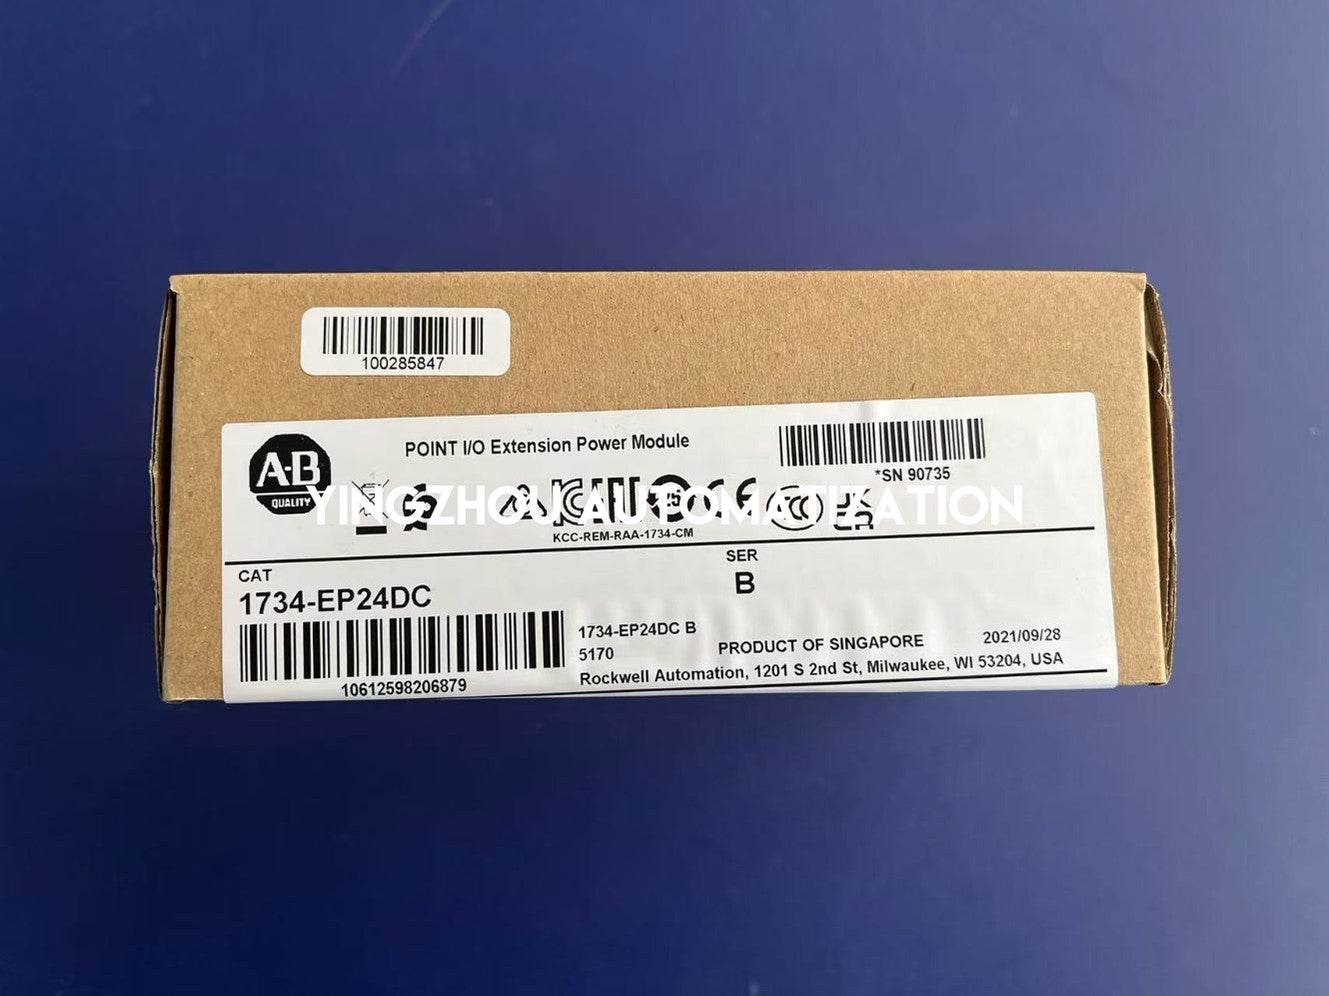 100285847
A-B
QUALITY
POINT I/O Extension Power Module
*SN 90735
YINGZHOU AUTOMATIZATION
KCC-REM-RAA-1734-CM
CAT
1734-EP24DC
SER
B
10612598206879
1734-EP24DC B
5170
PRODUCT OF SINGAPORE
2021/09/28
Rockwell Automation, 1201 S 2nd St, Milwaukee, WI 53204, USA